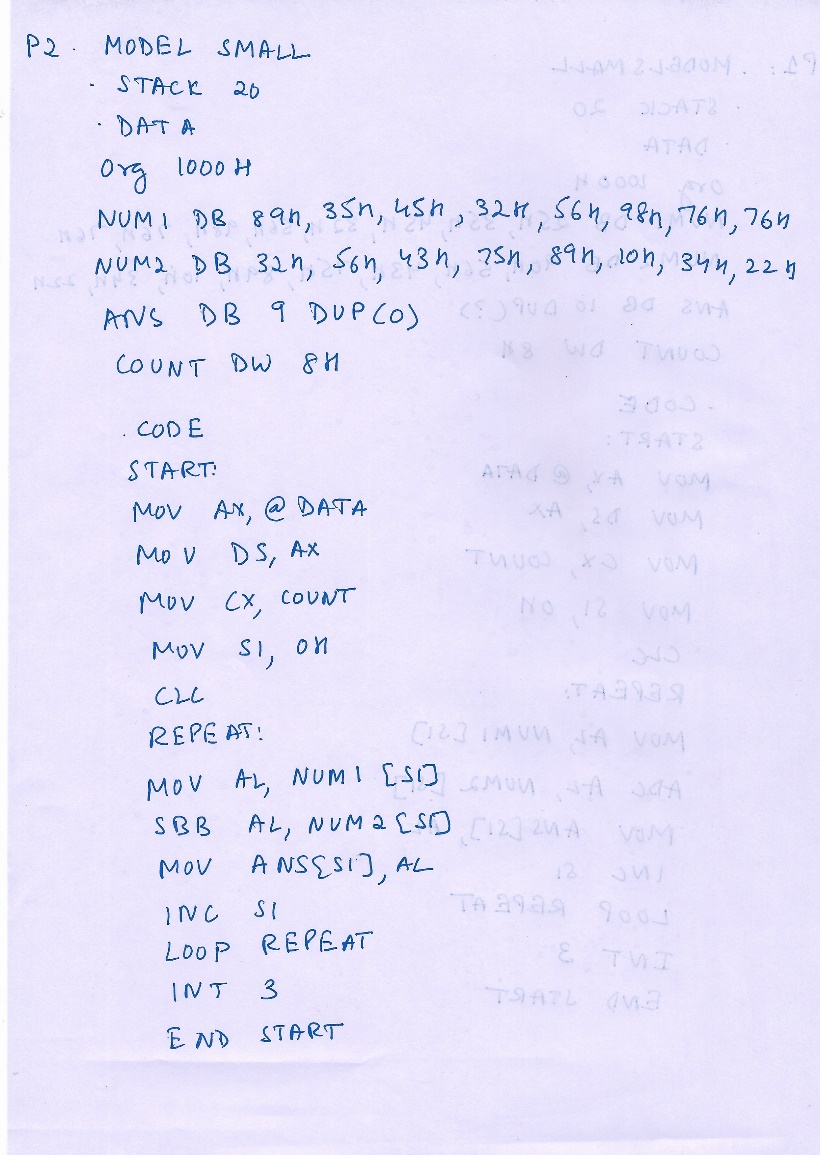 P2 . MODEL SMALL
. STACK 20
. DATA
Org 1000H
NUM1 DB 89H, 35H, 45H, 32H, 56H, 98H, 76H, 76H
NUM2 DB 32H, 56H, 43H, 75H, 89H, 10H, 34H, 22H
ANS DB 9 DUP(0)
COUNT DW 8H
. CODE
START:
MOV AX, @ DATA
MOV DS, AX
MOV CX, COUNT
MOV SI, 0H
CLC
REPEAT:
MOV AL, NUM1 [SI]
SBB AL, NUM2 [SI]
MOV ANS[SI], AL
INC SI
LOOP REPEAT
INT 3
END START